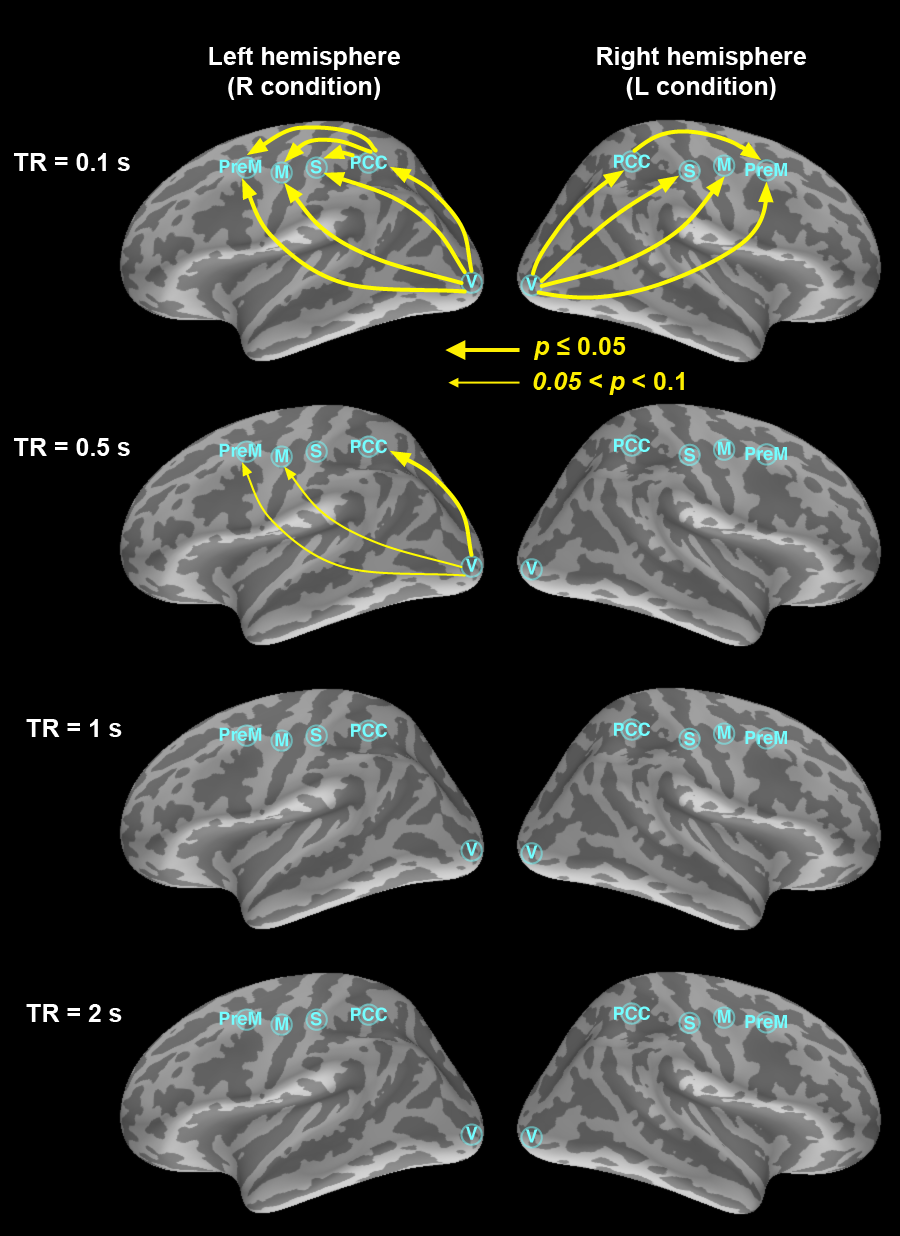 Left hemisphere
(R condition)
Right hemisphere
(L condition)
TR = 0.1 s
PreM M S PCC
V
PCC S M PreM
V
p ≤ 0.05
0.05 < p < 0.1
TR = 0.5 s
PreM M S PCC
V
PCC S M PreM
V
TR = 1 s
PreM M S PCC
V
PCC S M PreM
V
TR = 2 s
PreM M S PCC
V
PCC S M PreM
V